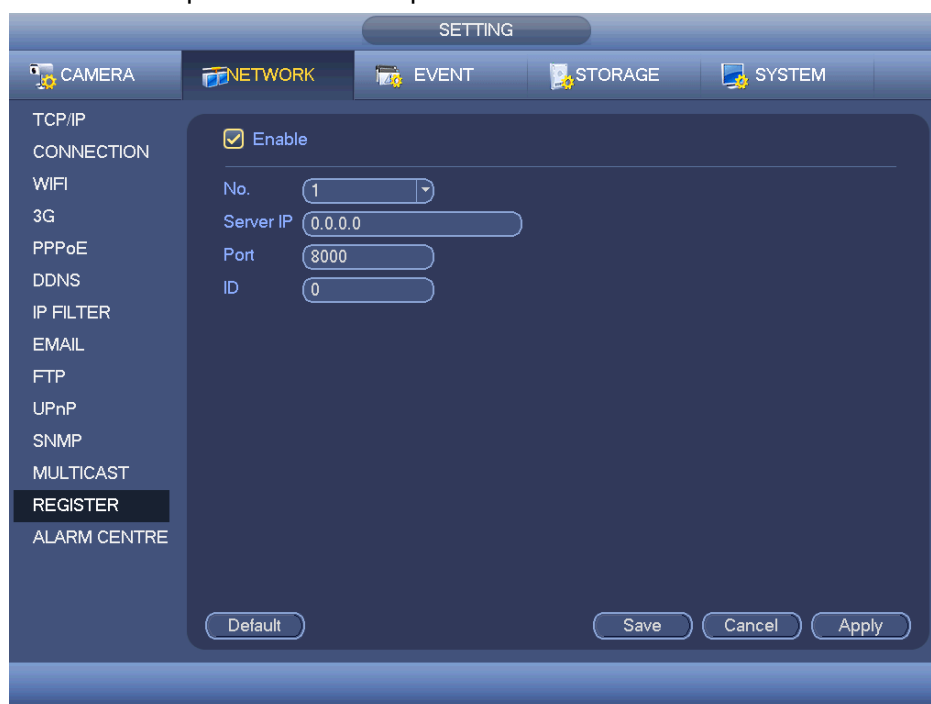 SETTING
CAMERA NETWORK EVENT STORAGE SYSTEM
TCP/IP
CONNECTION
WIFI
3G
PPPoE
DDNS
IP FILTER
EMAIL
FTP
UPnP
SNMP
MULTICAST
REGISTER
ALARM CENTRE
Enable
No. 1
Server IP 0.0.0.0
Port 8000
ID 0
Default Save Cancel Apply